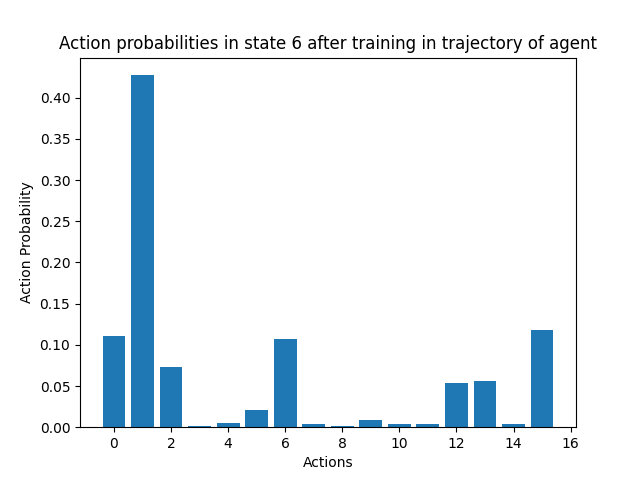 Action probabilities in state 6 after training in trajectory of agent
0.40
0.35
0.30
0.25
0.20
0.15
0.10
0.05
0.00
Action Probability
0 2 4 6 8 10 12 14 16
Actions